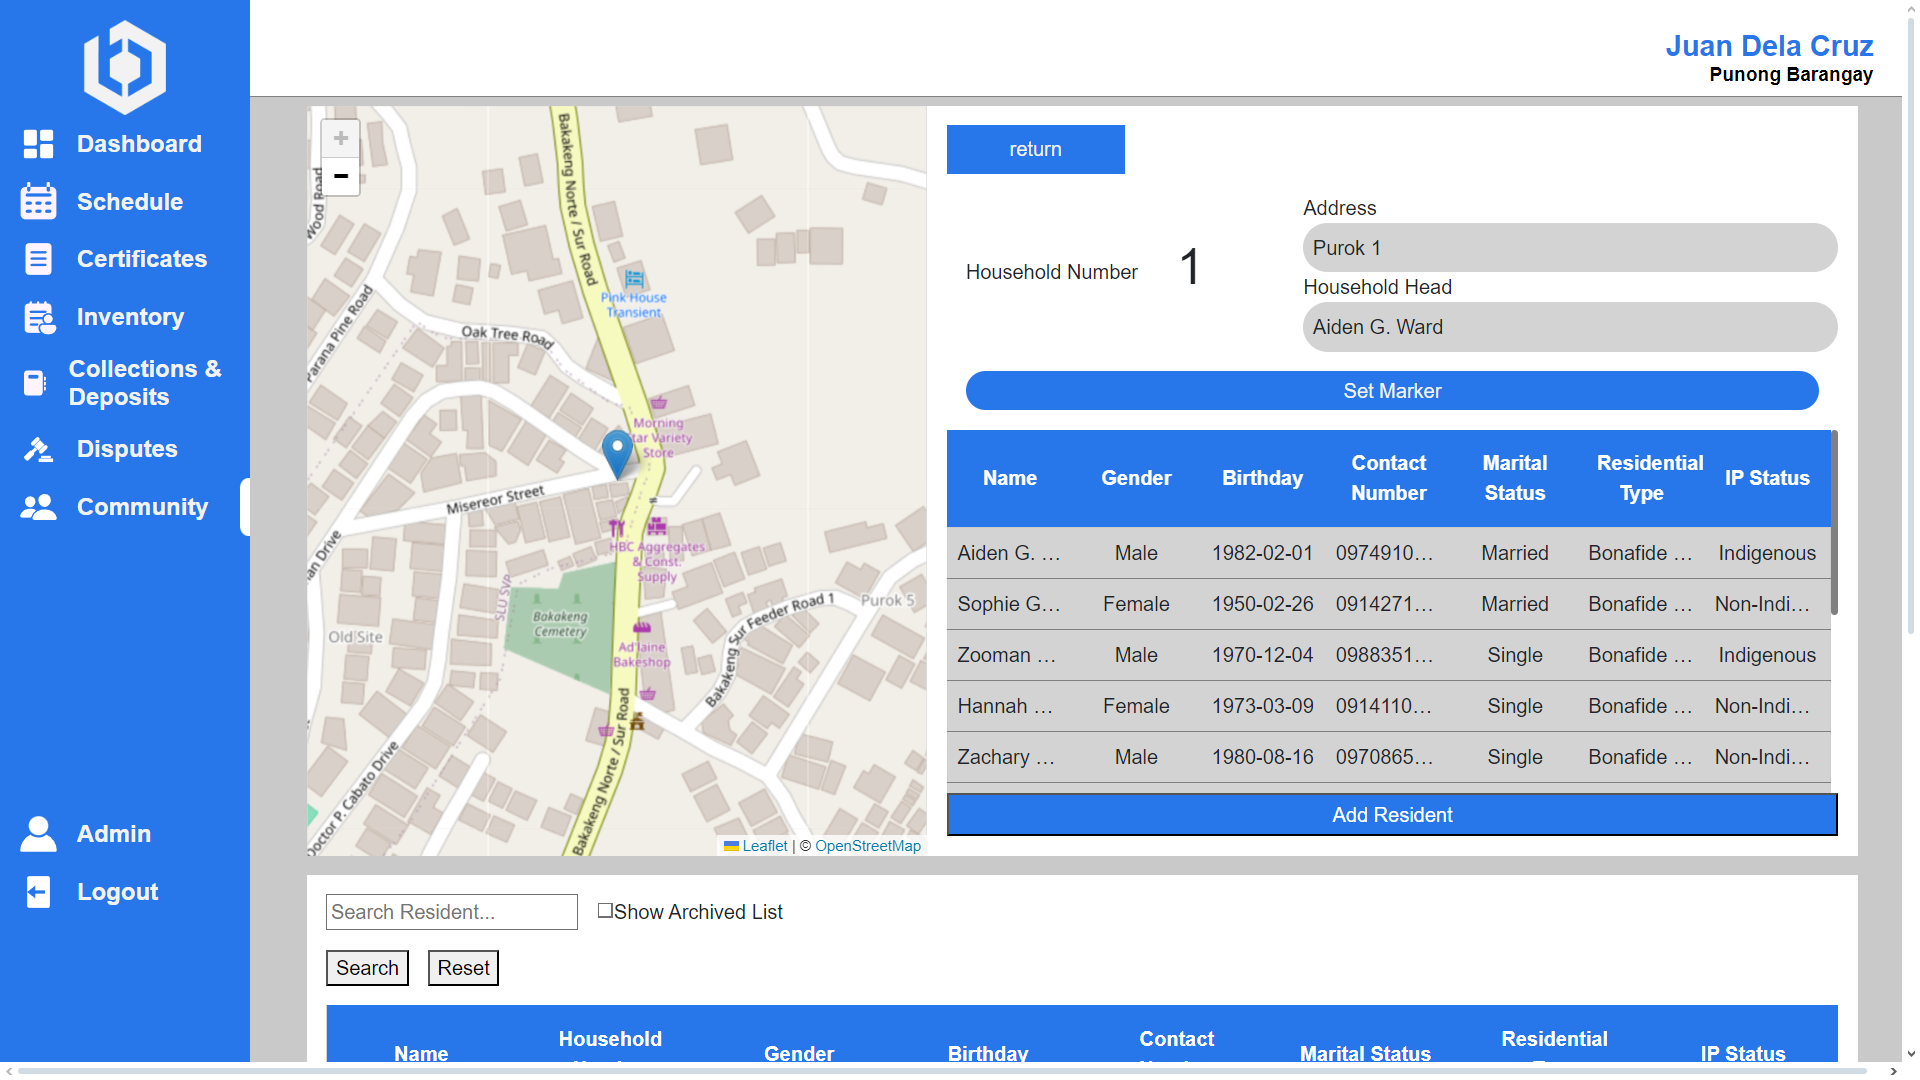 Juan Dela Cruz
Punong Barangay
Dashboard
Schedule
Certificates
Inventory
Collections &
Deposits
Disputes
Community
Admin
Logout
+
−
Wood Road
Bakakeng Norte / Sur Road
Pink House
Transient
Oak Tree Road
Parana Pine Road
Morning
Star Variety
Store
Misereor Street
HBC Aggregates
& Const.
Supply
SLU SVP
Bakakeng
Cemetery
Old Site
Purok 5
Bakakeng Sur Feeder Road 1
Ad'laine
Bakeshop
Doctor P. Cabato Drive
Bakakeng Norte / Sur Road
Leaflet | © OpenStreetMap
return
Household Number 1
Address
Purok 1
Household Head
Aiden G. Ward
Set Marker
Name Gender Birthday Contact Number Marital Status Residential Type IP Status
Aiden G. … Male 1982-02-01 0974910… Married Bonafide … Indigenous
Sophie G… Female 1950-02-26 0914271… Married Bonafide … Non-Indi…
Zooman … Male 1970-12-04 0988351… Single Bonafide … Indigenous
Hannah … Female 1973-03-09 0914110… Single Bonafide … Non-Indi…
Zachary … Male 1980-08-16 0970865… Single Bonafide … Non-Indi…
Add Resident
Search Resident...
Show Archived List
Search Reset
Name Household Gender Birthday Contact Marital Status Residential IP Status